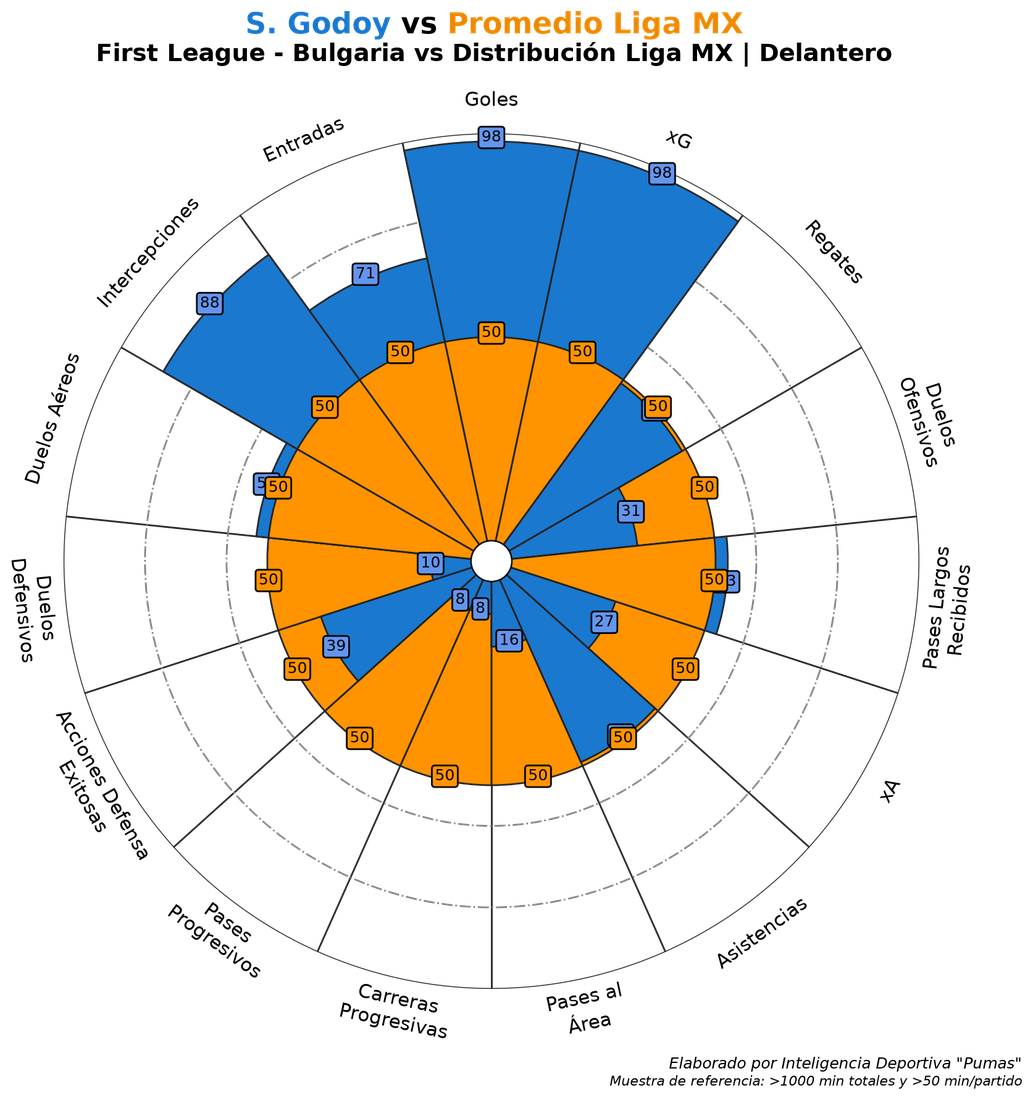 S. Godoy vs Promedio Liga MX
First League - Bulgaria vs Distribución Liga MX | Delantero
Goles
xG
Regates
Duelos
Ofensivos
Pases Largos
Recibidos
xA
Asistencias
Pases al
Área
Carreras
Progresivas
Pases
Progresivos
Acciones Defensa
Exitosas
Duelos
Defensivos
Duelos Aéreos
Intercepciones
Entradas
98
98
71
88
50
50
50
50
50
50
50
31
50
10
50
50
27
8
8
16
39
50
50
50
50
50
50
Elaborado por Inteligencia Deportiva "Pumas"
Muestra de referencia: >1000 min totales y >50 min/partido